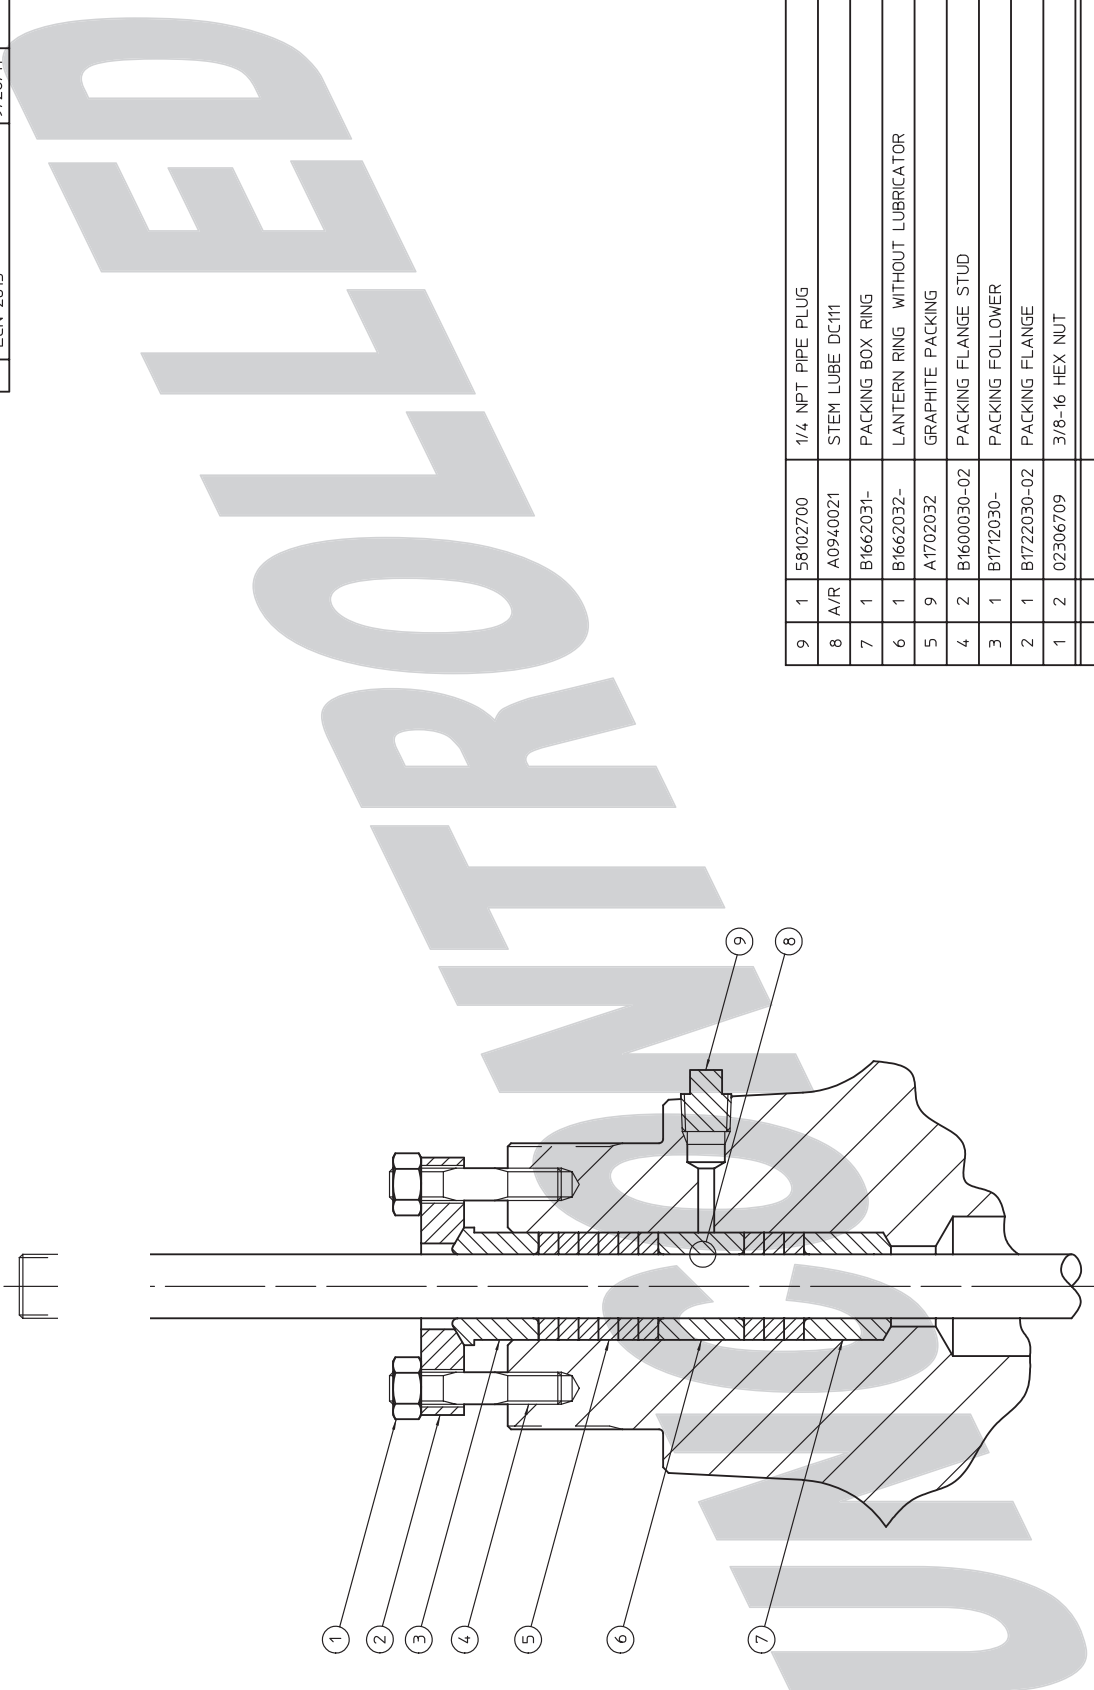 UNCONTROLLED
9 1 58102700 1/4 NPT PIPE PLUG
8 A/R A0940021 STEM LUBE DC111
7 1 B1662031- PACKING BOX RING
6 1 B1662032- LANTERN RING WITHOUT LUBRICATOR
5 9 A1702032 GRAPHITE PACKING
4 2 B1600030-02 PACKING FLANGE STUD
3 1 B1712030- PACKING FOLLOWER
2 1 B1722030-02 PACKING FLANGE
1 2 02306709 3/8-16 HEX NUT
1
2
3
4
5
6
7
8
9